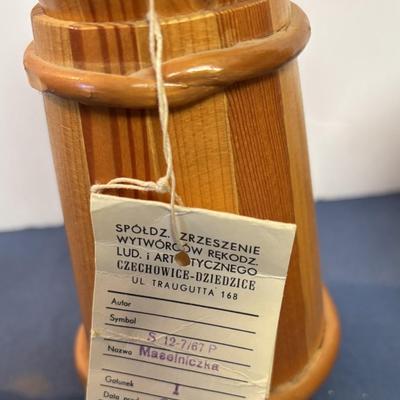 SPÓŁDZ. ZRZESZENIE
WYTWÓRCÓW RĘKODZ.
LUD. i ARTYSTYCZNEGO
CZECHOWICE-DZIEDZICE
UL TRAUGUTTA 168
Autor
Symbol
S 12-7/67 P
Nazwa Maselniczka
Gatunek I
Data